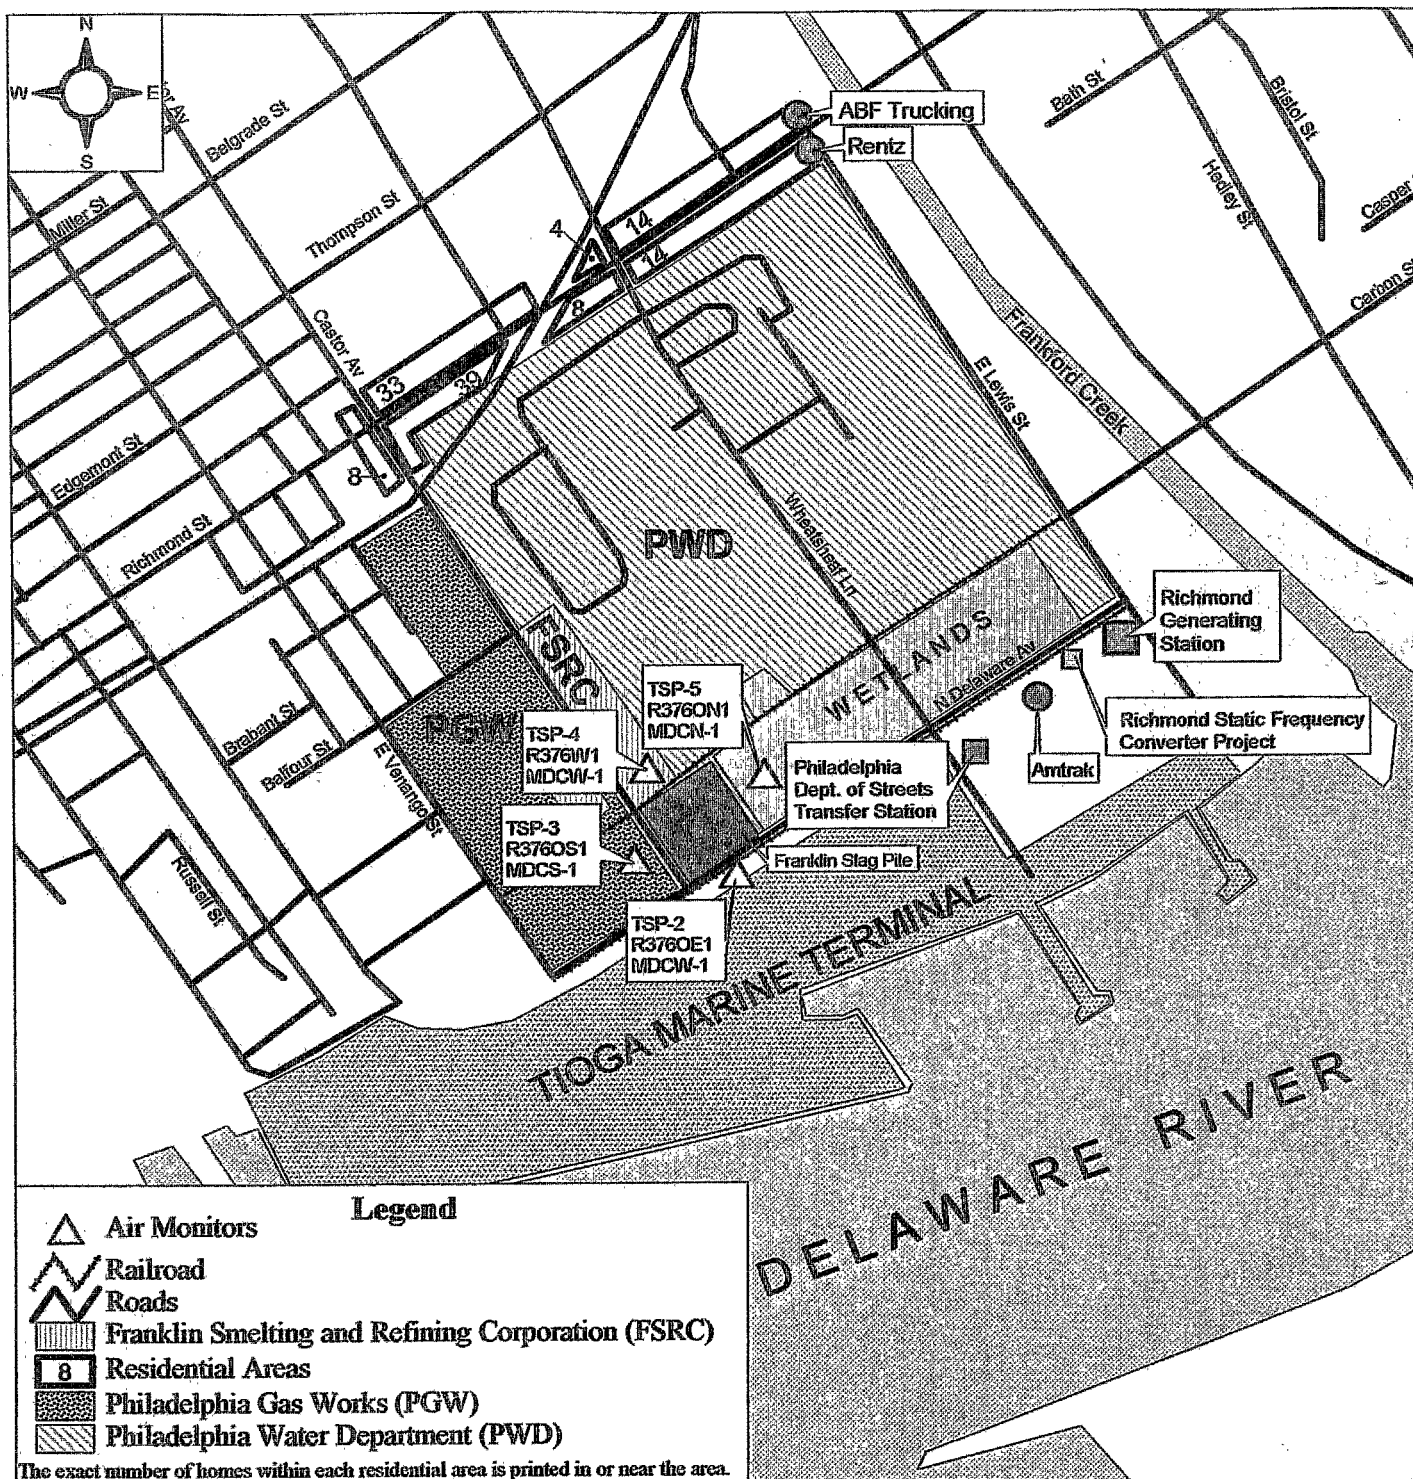 N
W
E
S
or Av
Belgrade St
Miller St
Thompson St
Castor Av
Edgemont St
Richmond St
Brabant St
Balfour St
E Venango St
Russell St
ABF Trucking
Rentz
Bath St
Bristol St
Hedley St
Casper
Carbon St
Frankford Creek
E Lewis St
4
14
14
8
33
39
8
PWD
Wheatsheaf Ln
FSRC
PGW
WETLANDS
N Delaware Av
Richmond
Generating
Station
Richmond Static Frequency
Converter Project
Amtrak
Philadelphia
Dept. of Streets
Transfer Station
TSP-5
R376ON1
MDCN-1
TSP-4
R376W1
MDCW-1
TSP-3
R376OS1
MDCS-1
Franklin Slag Pile
TSP-2
R376OE1
MDCW-1
TIOGA MARINE TERMINAL
DELAWARE RIVER
Legend
Air Monitors
Railroad
Roads
Franklin Smelting and Refining Corporation (FSRC)
8 Residential Areas
Philadelphia Gas Works (PGW)
Philadelphia Water Department (PWD)
The exact number of homes within each residential area is printed in or near the area.